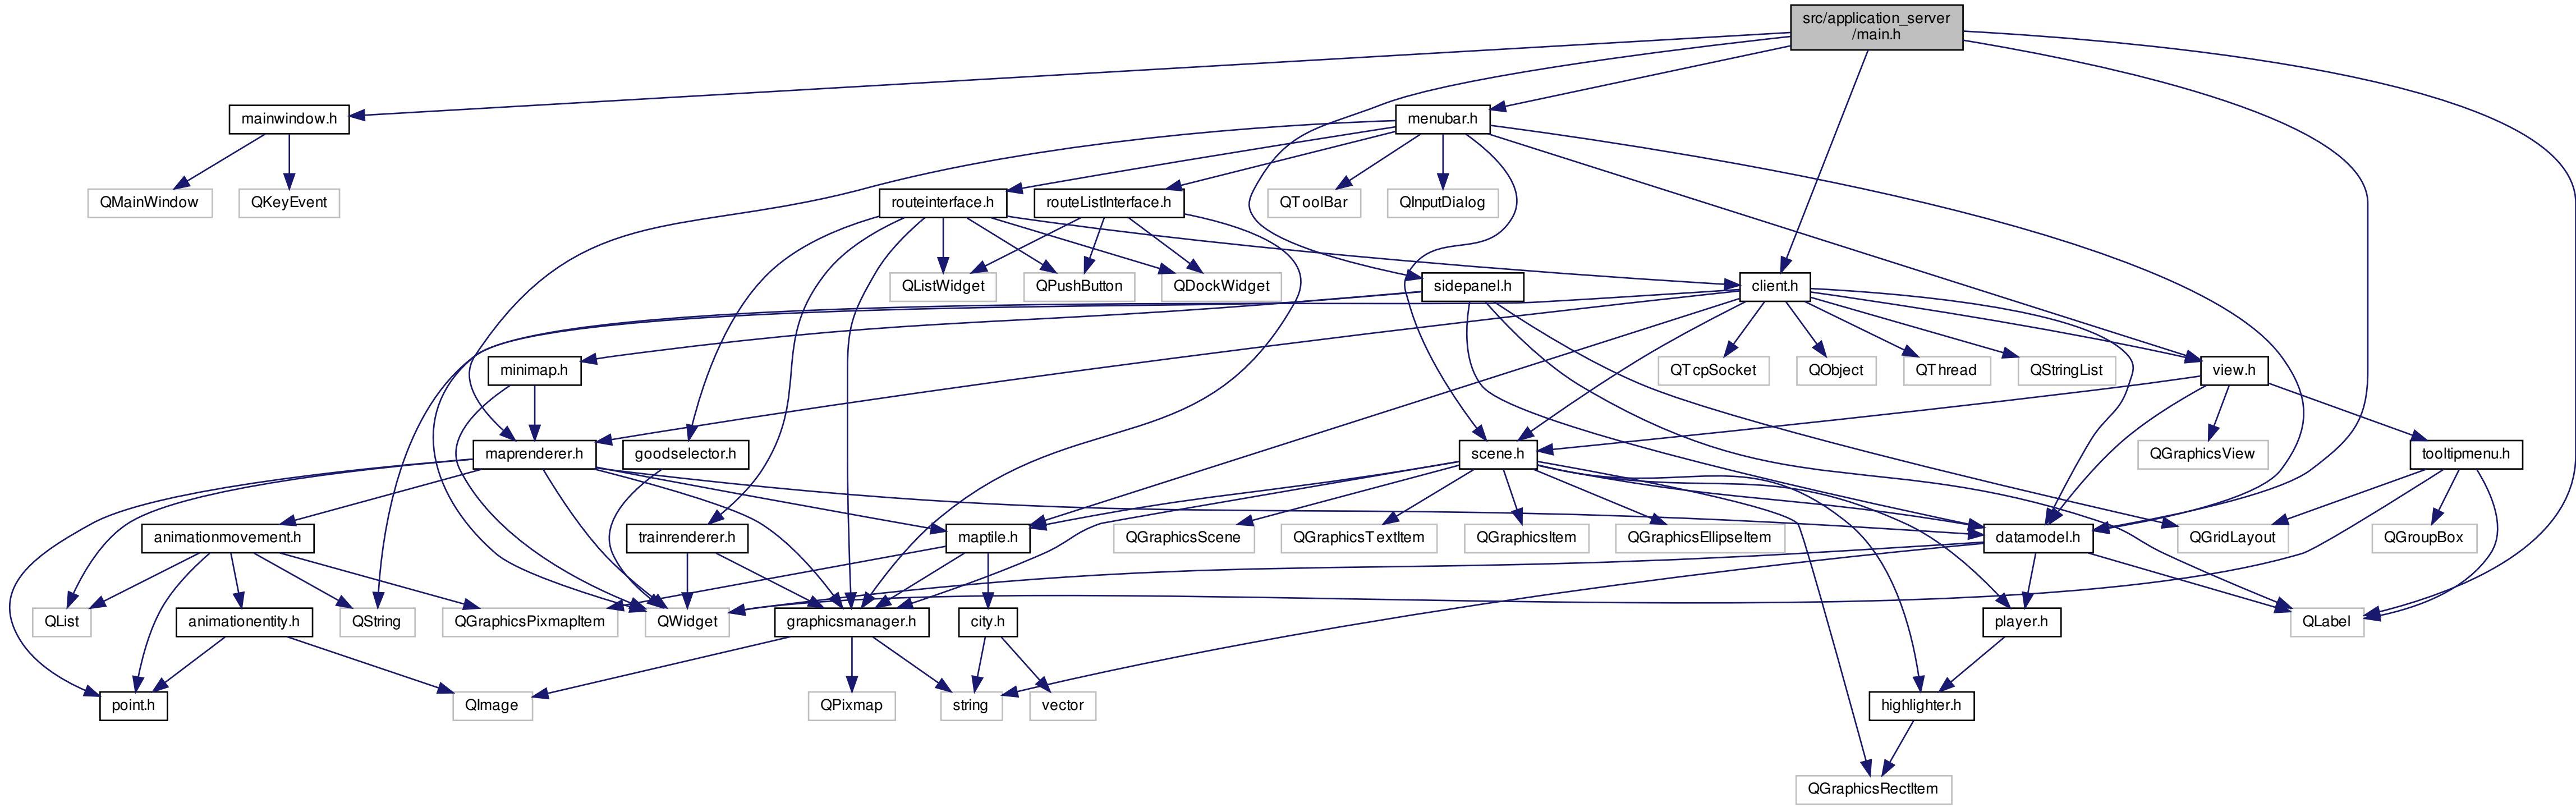 src/application_server
/main.h
mainwindow.h
menubar.h
QMainWindow
QKeyEvent
routeinterface.h
routeListInterface.h
QToolBar
QInputDialog
QListWidget
QPushButton
QDockWidget
sidepanel.h
client.h
minimap.h
QTcpSocket
QObject
QThread
QStringList
view.h
maprenderer.h
goodselector.h
scene.h
QGraphicsView
tooltipmenu.h
animationmovement.h
trainrenderer.h
maptile.h
QGraphicsScene
QGraphicsTextItem
QGraphicsItem
QGraphicsEllipseItem
datamodel.h
QGridLayout
QGroupBox
QList
animationentity.h
QString
QGraphicsPixmapItem
QWidget
graphicsmanager.h
city.h
player.h
QLabel
point.h
QImage
QPixmap
string
vector
highlighter.h
QGraphicsRectItem